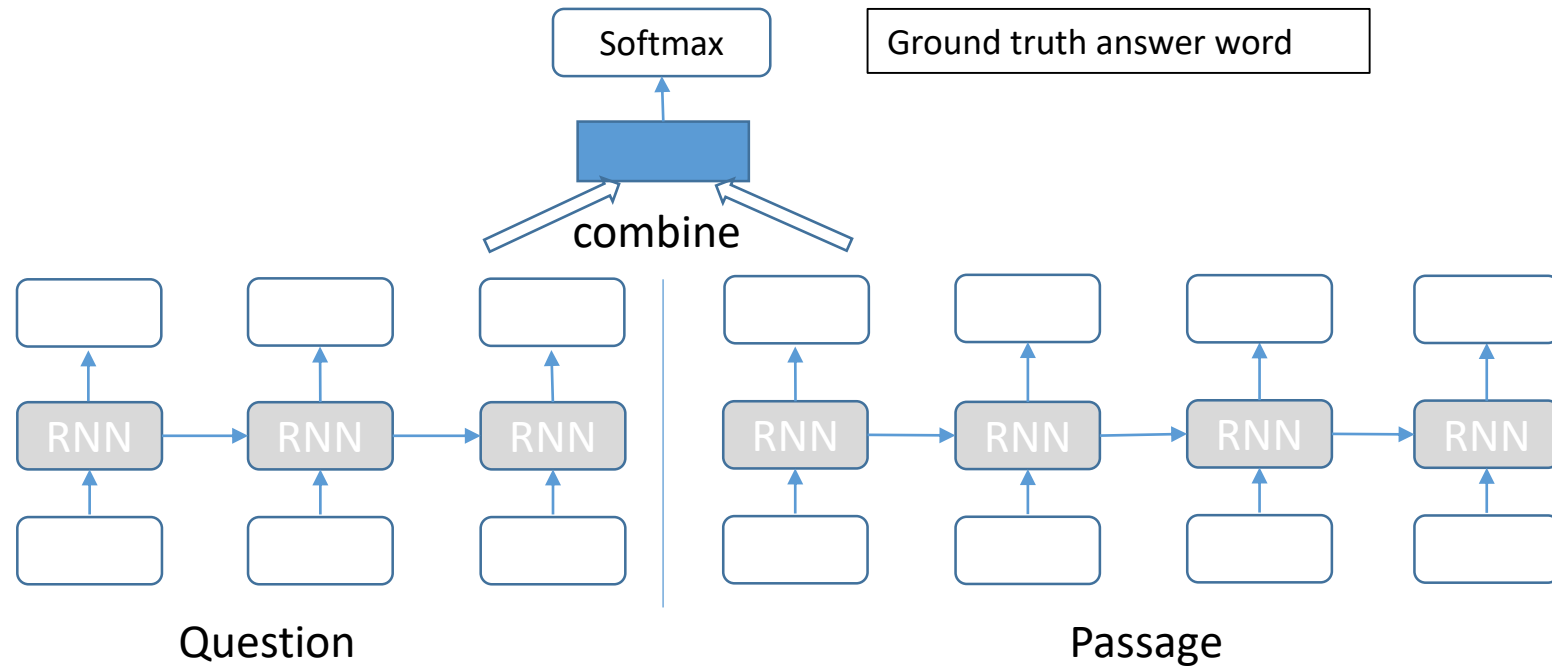 Softmax
Ground truth answer word
combine
RNN
RNN
RNN
RNN
RNN
RNN
RNN
Question
Passage